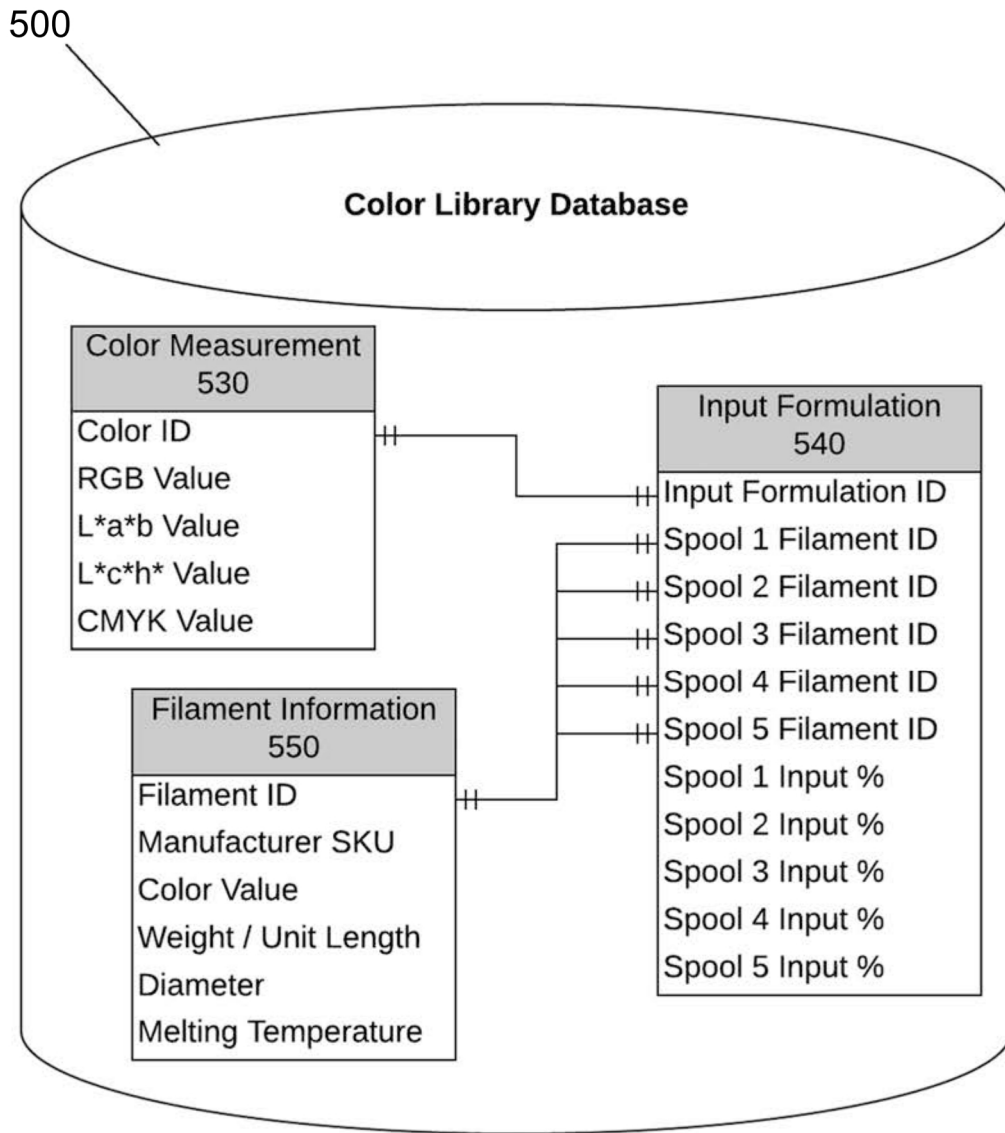 500
Color Library Database
Color Measurement
530
Color ID
RGB Value
L*a*b Value
L*c*h* Value
CMYK Value
Input Formulation
540
Input Formulation ID
Spool 1 Filament ID
Spool 2 Filament ID
Spool 3 Filament ID
Spool 4 Filament ID
Spool 5 Filament ID
Spool 1 Input %
Spool 2 Input %
Spool 3 Input %
Spool 4 Input %
Spool 5 Input %
Filament Information
550
Filament ID
Manufacturer SKU
Color Value
Weight / Unit Length
Diameter
Melting Temperature